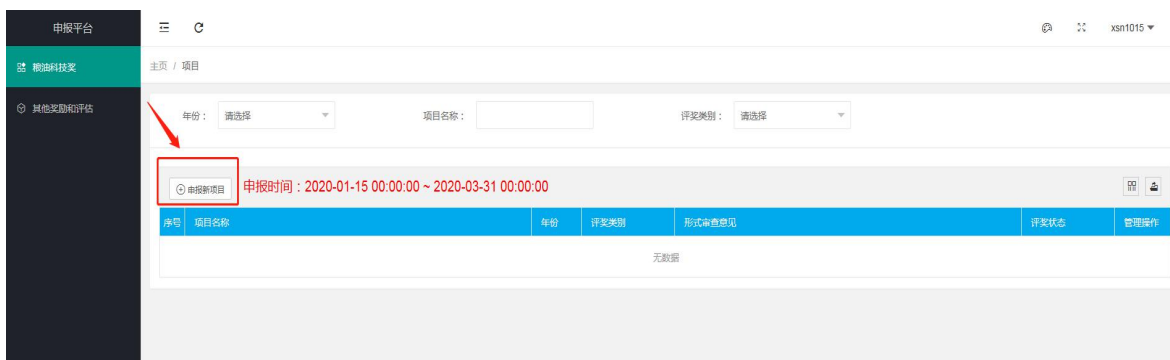 申报平台
xsn1015
粮油科技奖
主页 / 项目
其他奖励和评估
年份： 请选择 项目名称： 评奖类别： 请选择
申报新项目 申报时间：2020-01-15 00:00:00 ~ 2020-03-31 00:00:00
序号 项目名称 年份 评奖类别 形式审查意见 评奖状态 管理操作
无数据